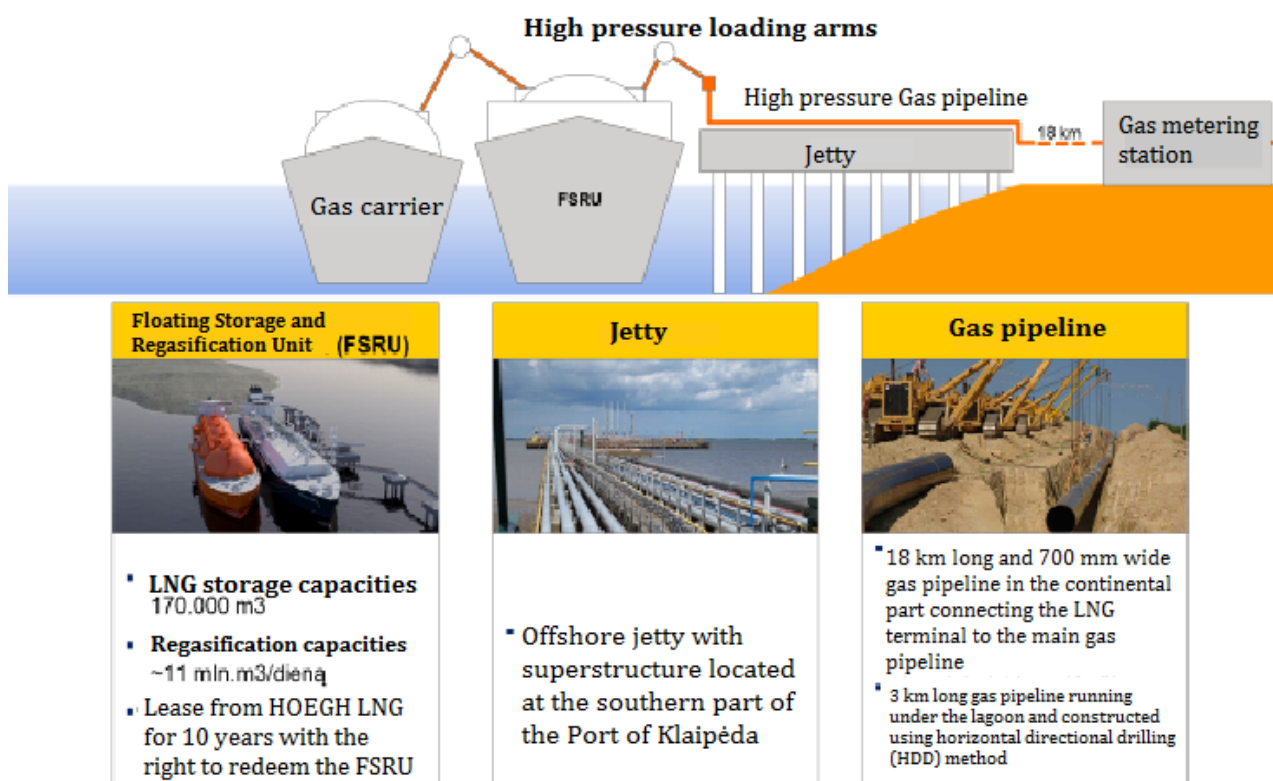 High pressure loading arms
High pressure Gas pipeline
18 km
Gas metering
station
Jetty
Gas carrier
FSRU
Floating Storage and
Regasification Unit (FSRU)
LNG storage capacities
170.000 m3
Regasification capacities
~11 mln.m3/dieną
Lease from HOEGH LNG
for 10 years with the
right to redeem the FSRU
Jetty
Offshore jetty with
superstructure located
at the southern part of
the Port of Klaipėda
Gas pipeline
18 km long and 700 mm wide
gas pipeline in the continental
part connecting the LNG
terminal to the main gas
pipeline
3 km long gas pipeline running
under the lagoon and constructed
using horizontal directional drilling
(HDD) method